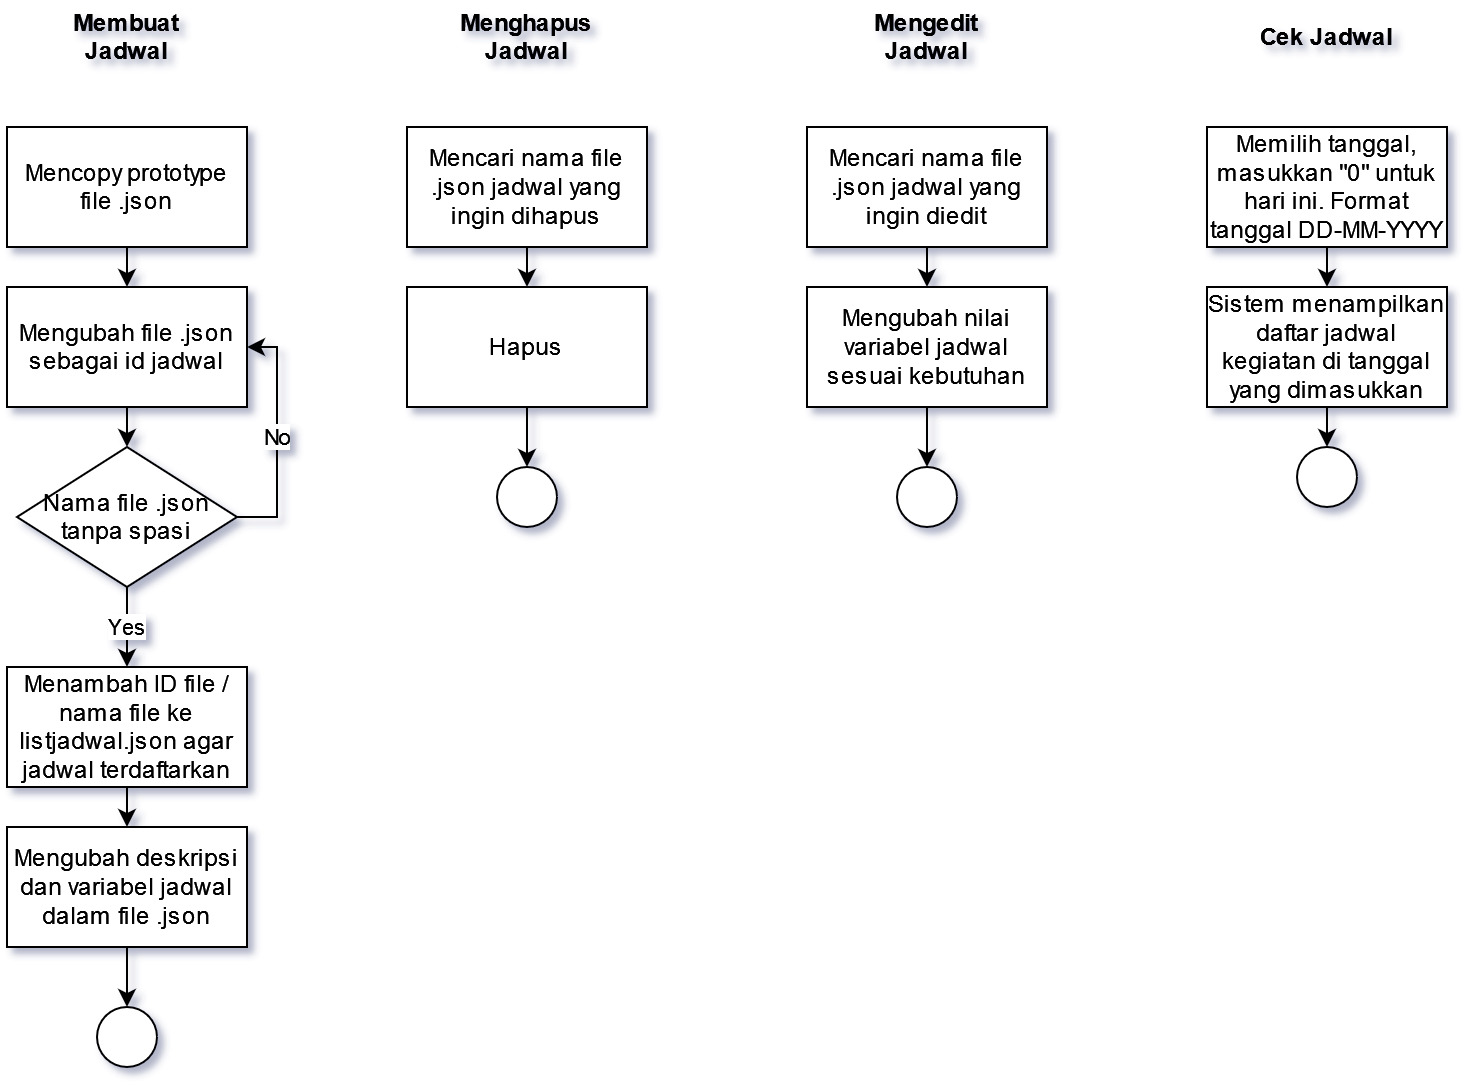 Membuat
Jadwal
Mencopy prototype
file .json
Mengubah file .json
sebagai id jadwal
No
Nama file .json
tanpa spasi
Yes
Menambah ID file /
nama file ke
listjadwal.json agar
jadwal terdaftarkan
Mengubah deskripsi
dan variabel jadwal
dalam file .json
Menghapus
Jadwal
Mencari nama file
.json jadwal yang
ingin dihapus
Hapus
Mengedit
Jadwal
Mencari nama file
.json jadwal yang
ingin diedit
Mengubah nilai
variabel jadwal
sesuai kebutuhan
Cek Jadwal
Memilih tanggal,
masukkan "0" untuk
hari ini. Format
tanggal DD-MM-YYYY
Sistem menampilkan
daftar jadwal
kegiatan di tanggal
yang dimasukkan